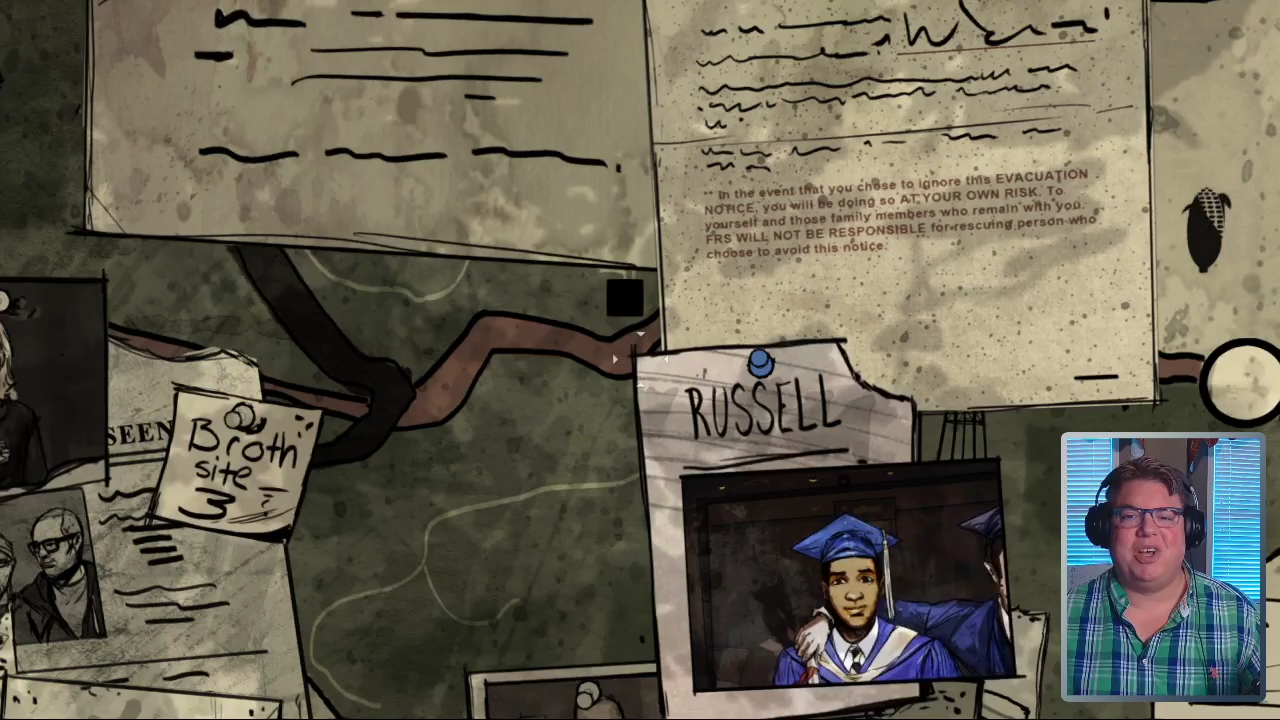 ** In the event that you chose to ignore this EVACUATION
NOTICE, you will be doing so AT YOUR OWN RISK. To
yourself and those family members who remain with you.
FRS WILL NOT BE RESPONSIBLE for rescuing person who
choose to avoid this notice.
SEEN
Broth
site
3
RUSSELL